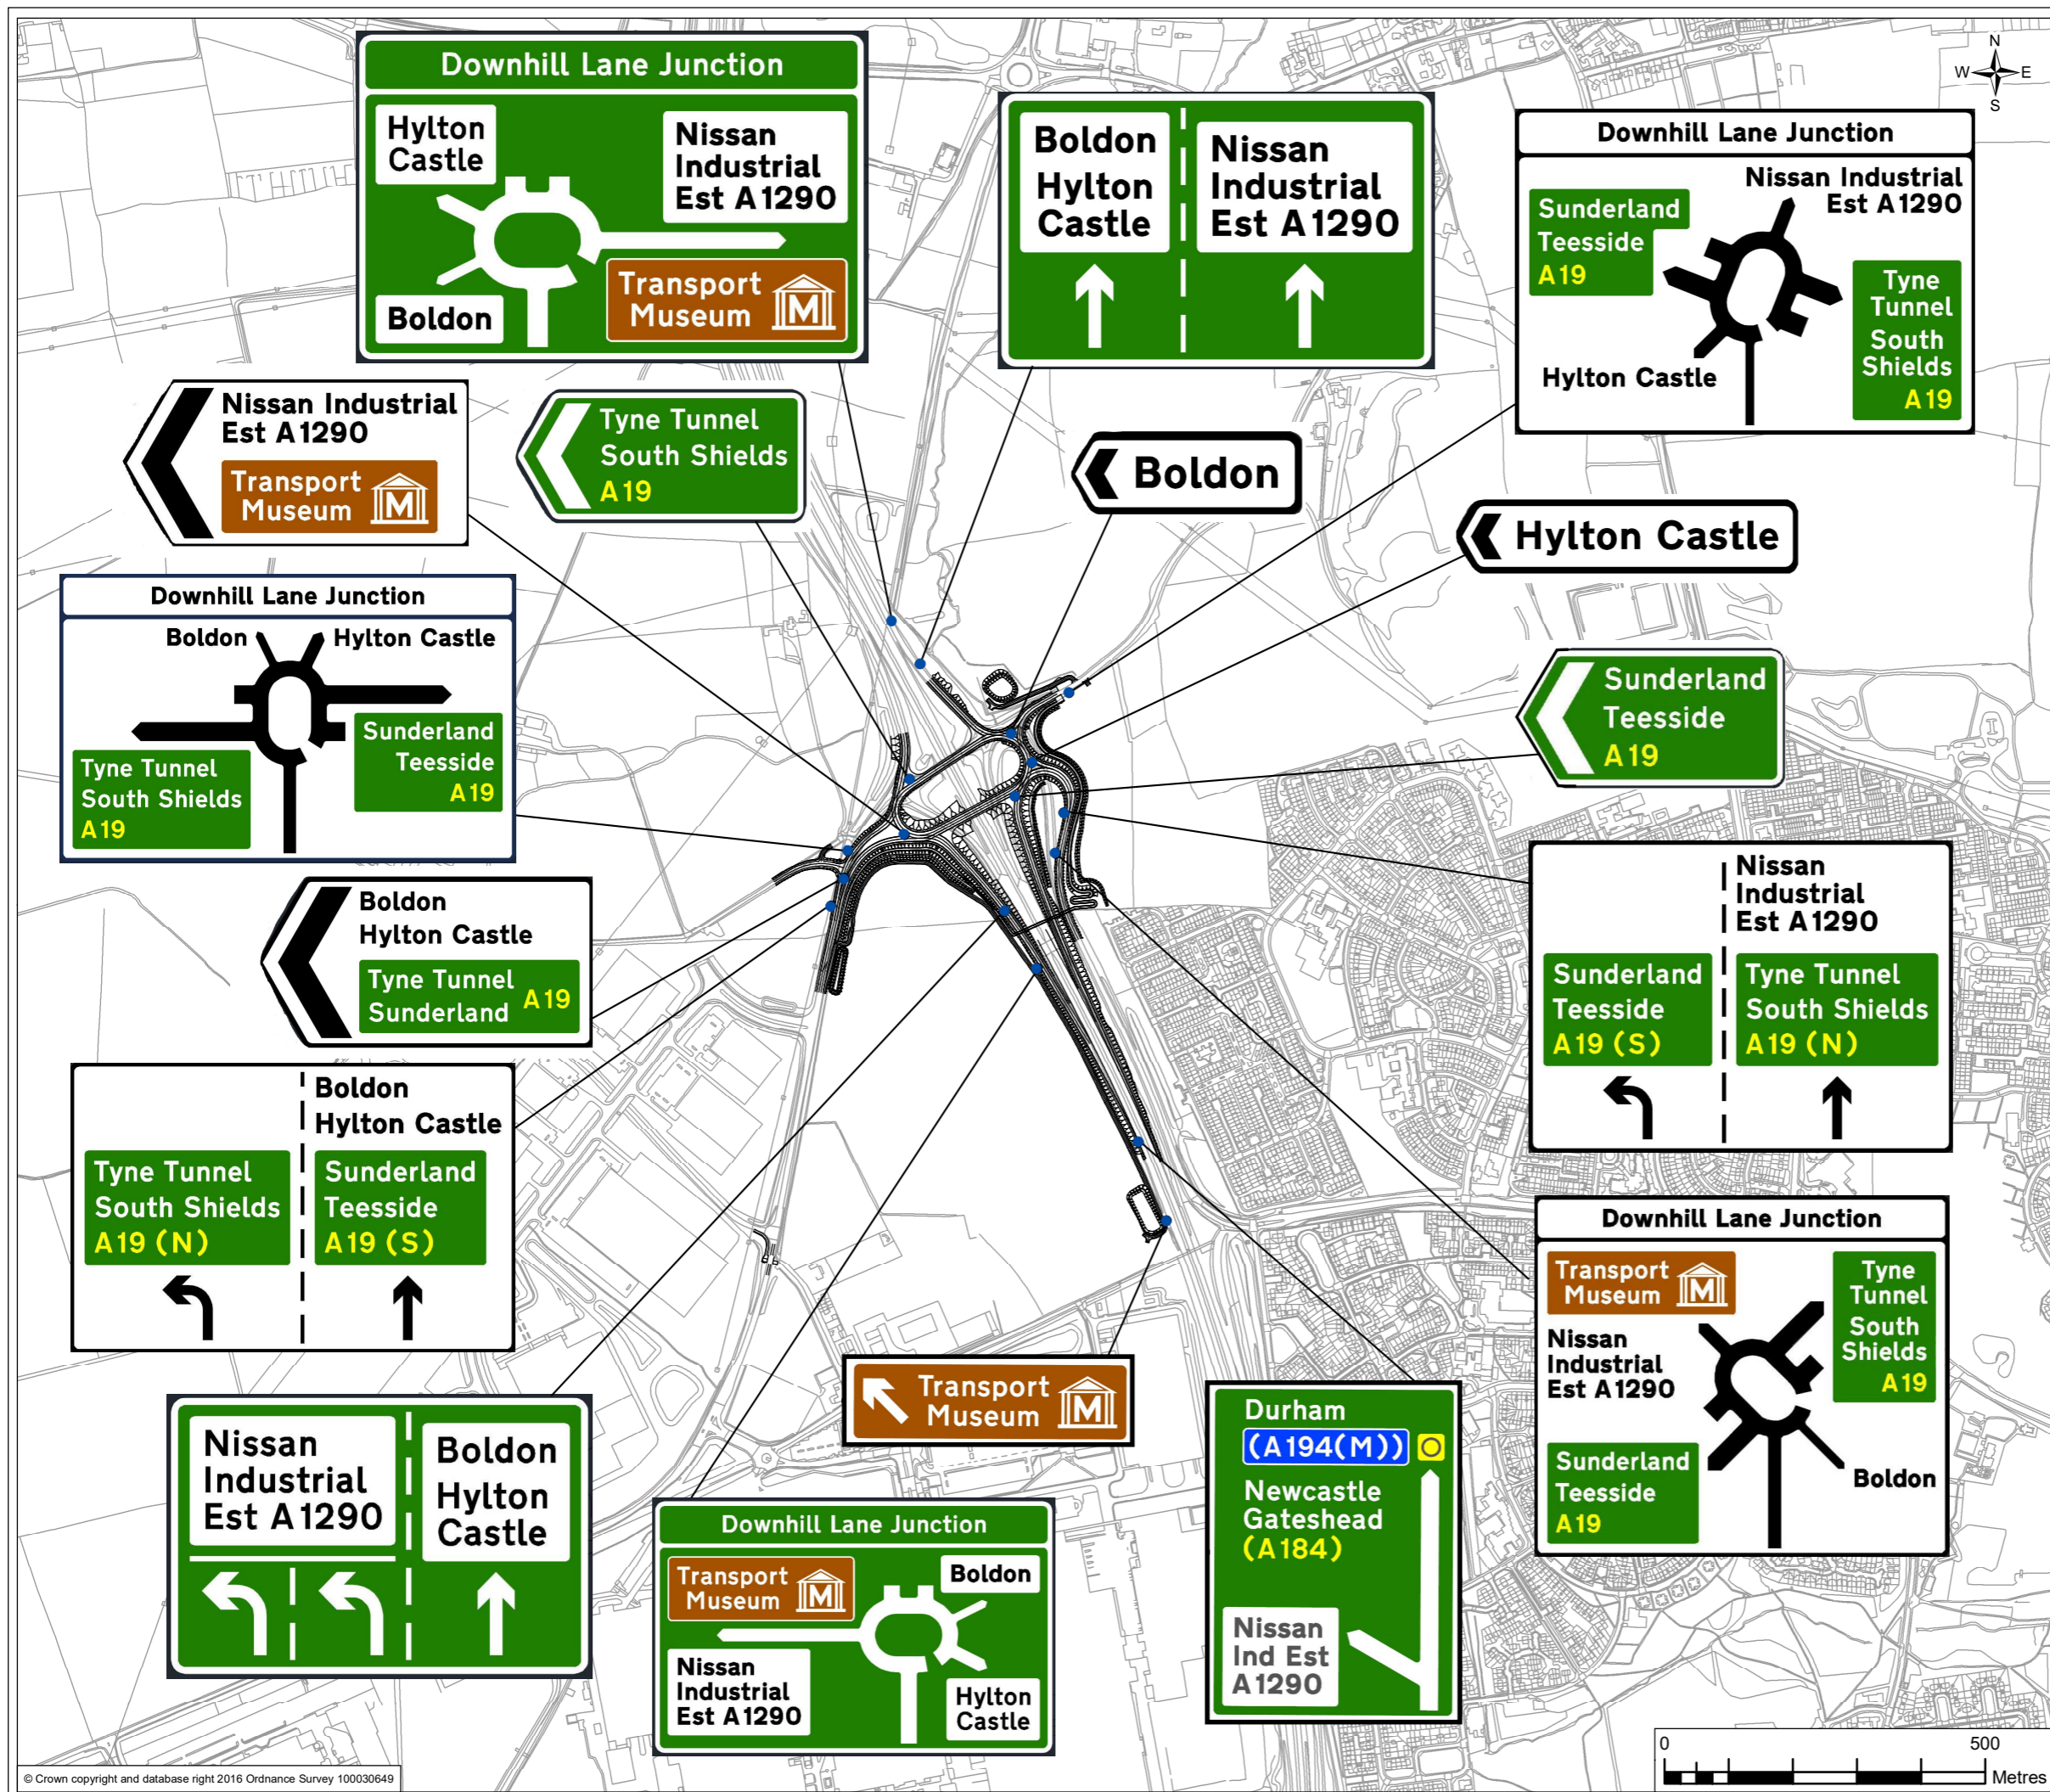 Downhill Lane Junction
Hylton
Castle
Nissan
Industrial
Est A1290
Transport
Museum
M
Boldon
Boldon
Hylton
Castle
Nissan
Industrial
Est A1290
N
W
E
S
Downhill Lane Junction
Nissan Industrial
Est A1290
Sunderland
Teesside
A19
Tyne
Tunnel
South
Shields
A19
Hylton Castle
Nissan Industrial
Est A1290
Transport
Museum
M
Tyne Tunnel
South Shields
A19
Boldon
Hylton Castle
Downhill Lane Junction
Boldon
Hylton Castle
Tyne Tunnel
South Shields
A19
Sunderland
Teesside
A19
Sunderland
Teesside
A19
Boldon
Hylton Castle
Tyne Tunnel
Sunderland
A19
Nissan
Industrial
Est A1290
Sunderland
Teesside
A19 (S)
Tyne Tunnel
South Shields
A19 (N)
Boldon
Hylton Castle
Tyne Tunnel
South Shields
A19 (N)
Sunderland
Teesside
A19 (S)
Downhill Lane Junction
Transport
Museum
M
Tyne
Tunnel
South
Shields
A19
Nissan
Industrial
Est A1290
Sunderland
Teesside
A19
Boldon
Nissan
Industrial
Est A1290
Boldon
Hylton
Castle
Transport
Museum
M
Durham
(A194(M))
Newcastle
Gateshead
(A184)
Nissan
Ind Est
A1290
Downhill Lane Junction
Transport
Museum
M
Boldon
Nissan
Industrial
Est A1290
Hylton
Castle
0 500
Metres
© Crown copyright and database right 2016 Ordnance Survey 100030649